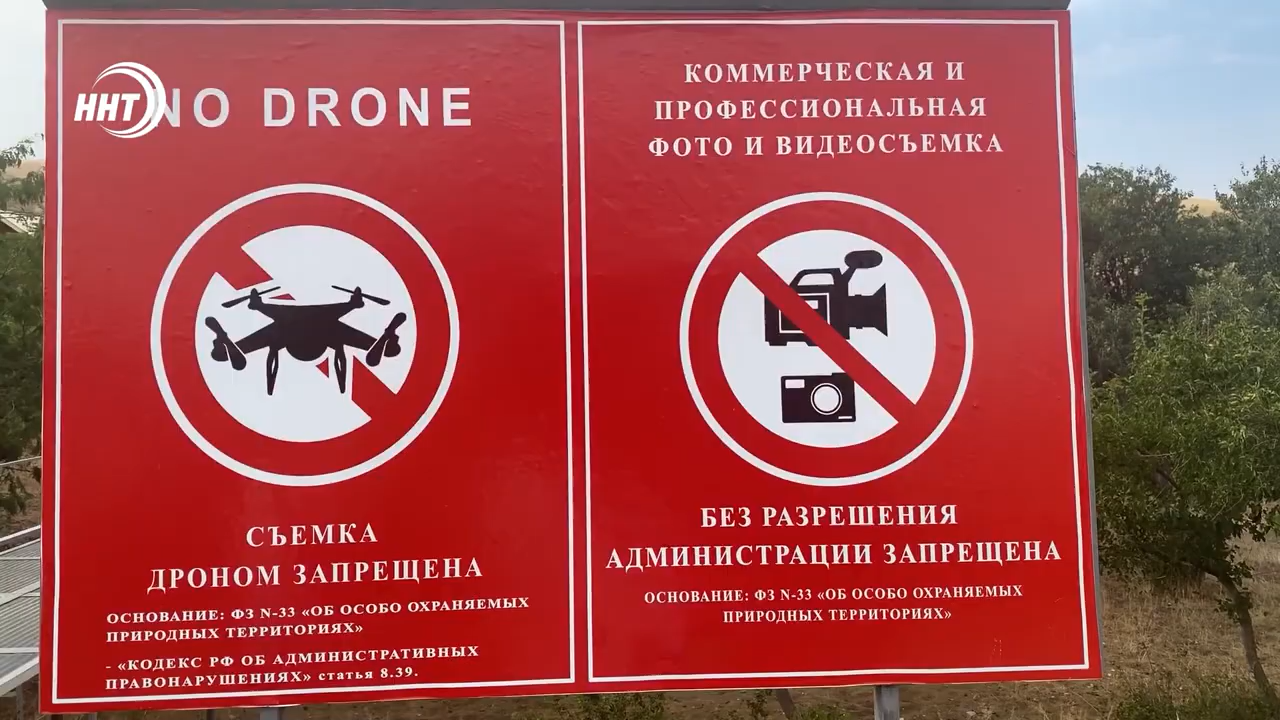 ННТ
NO DRONE
СЪЕМКА
ДРОНОМ ЗАПРЕЩЕНА
ОСНОВАНИЕ: ФЗ N-33 «ОБ ОСОБО ОХРАНЯЕМЫХ
ПРИРОДНЫХ ТЕРРИТОРИЯХ»
- «КОДЕКС РФ ОБ АДМИНИСТРАТИВНЫХ
ПРАВОНАРУШЕНИЯХ» статья 8.39.
КОММЕРЧЕСКАЯ И
ПРОФЕССИОНАЛЬНАЯ
ФОТО И ВИДЕОСЪЕМКА
БЕЗ РАЗРЕШЕНИЯ
АДМИНИСТРАЦИИ ЗАПРЕЩЕНА
ОСНОВАНИЕ: ФЗ N-33 «ОБ ОСОБО ОХРАНЯЕМЫХ
ПРИРОДНЫХ ТЕРРИТОРИЯХ»